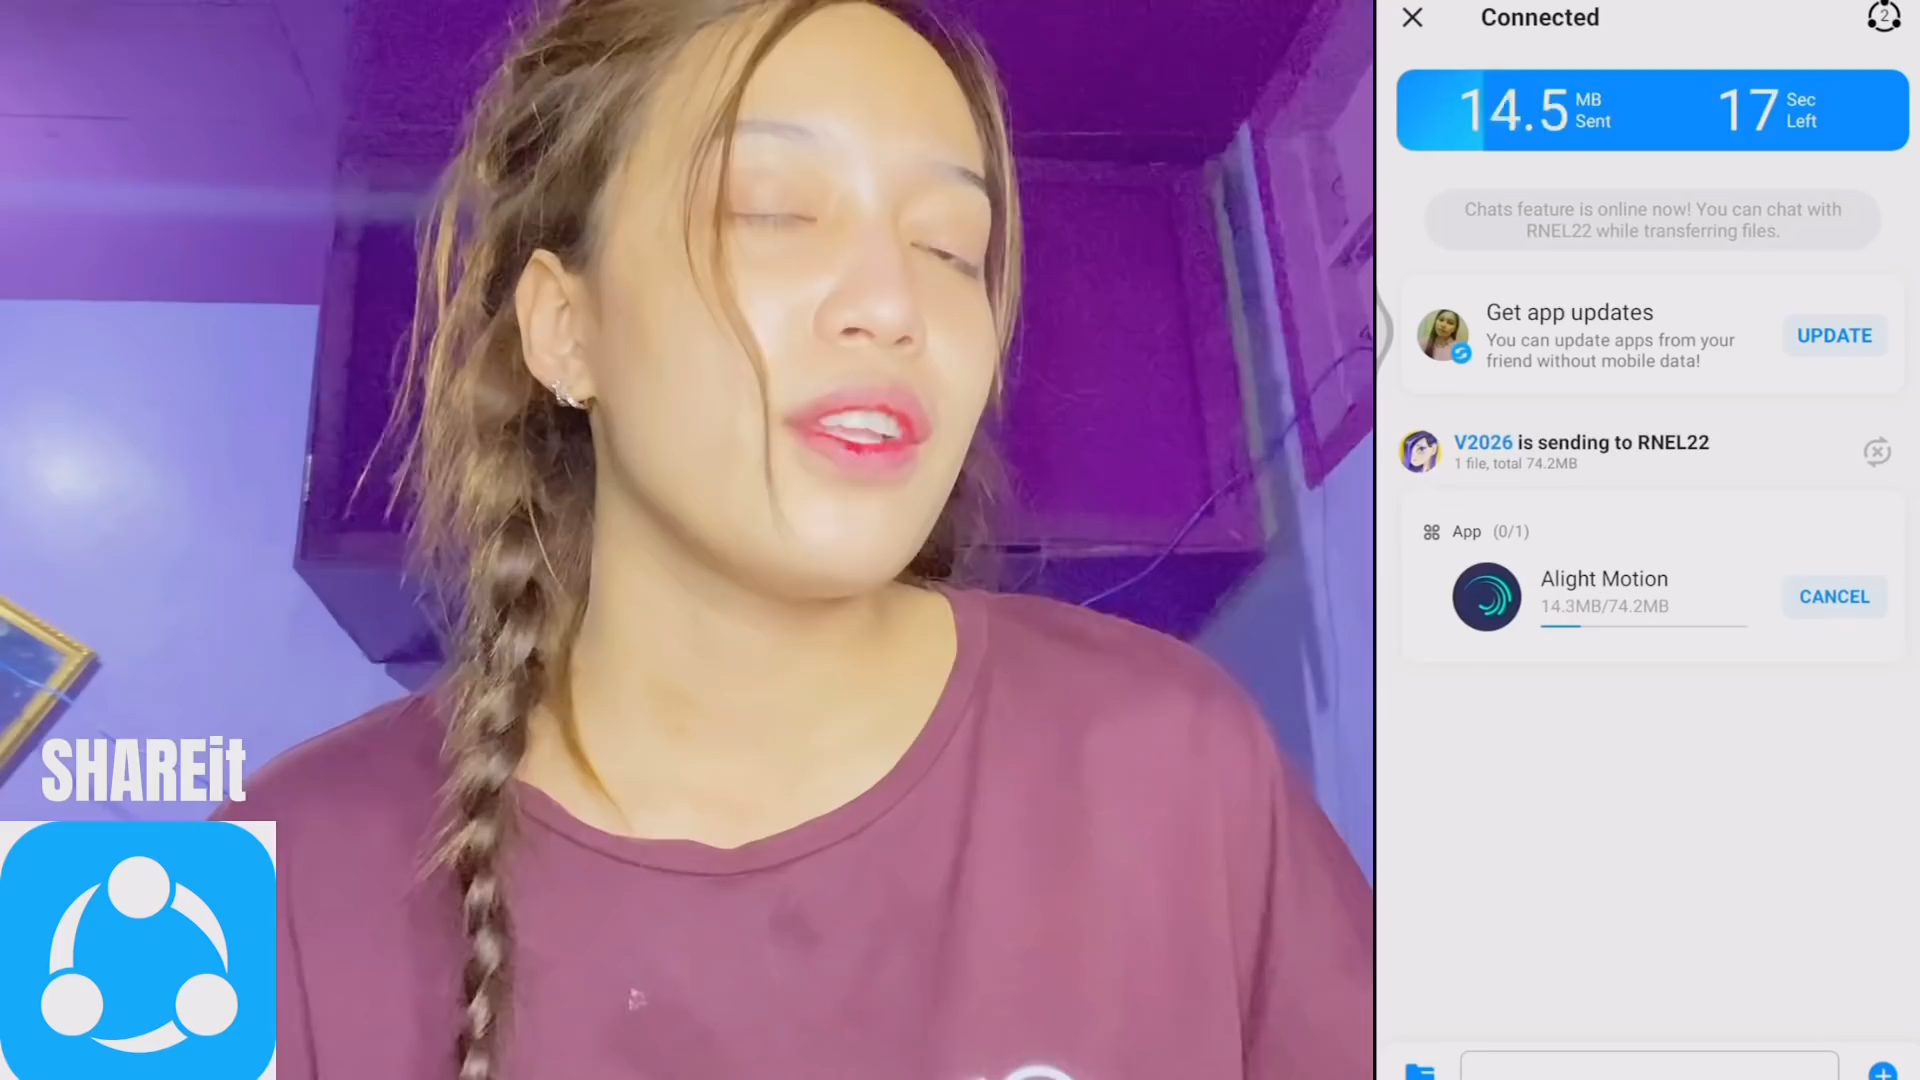 SHAREit
Connected
2
14.5 MB Sent
17 Sec Left
Chats feature is online now! You can chat with
RNEL22 while transferring files.
Get app updates
You can update apps from your
friend without mobile data!
UPDATE
V2026 is sending to RNEL22
1 file, total 74.2MB
App (0/1)
Alight Motion
14.3MB/74.2MB
CANCEL